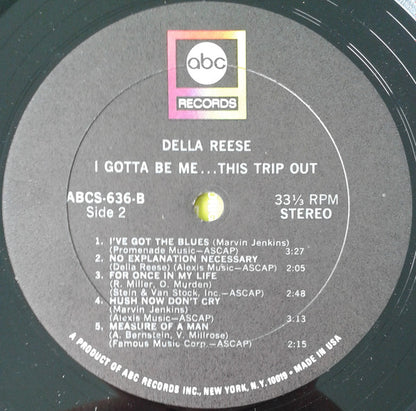 abc
RECORDS
DELLA REESE
I GOTTA BE ME...THIS TRIP OUT
ABCS-636-B 33⅓ RPM
Side 2 STEREO
1. I'VE GOT THE BLUES (Marvin Jenkins)
(Promenade Music—ASCAP) 3:27
2. NO EXPLANATION NECESSARY
(Della Reese) (Alexis Music—ASCAP) 2:05
3. FOR ONCE IN MY LIFE
(R. Miller, O. Murden)
(Stein & Van Stock, Inc.—ASCAP) 2:48
4. HUSH NOW DON'T CRY
(Marvin Jenkins)
(Alexis Music—ASCAP) 3:13
5. MEASURE OF A MAN
(A. Bernstein, V. Millrose)
(Famous Music Corp.—ASCAP) 2:15
A PRODUCT OF ABC RECORDS INC., NEW YORK, N.Y. 10019 • MADE IN USA